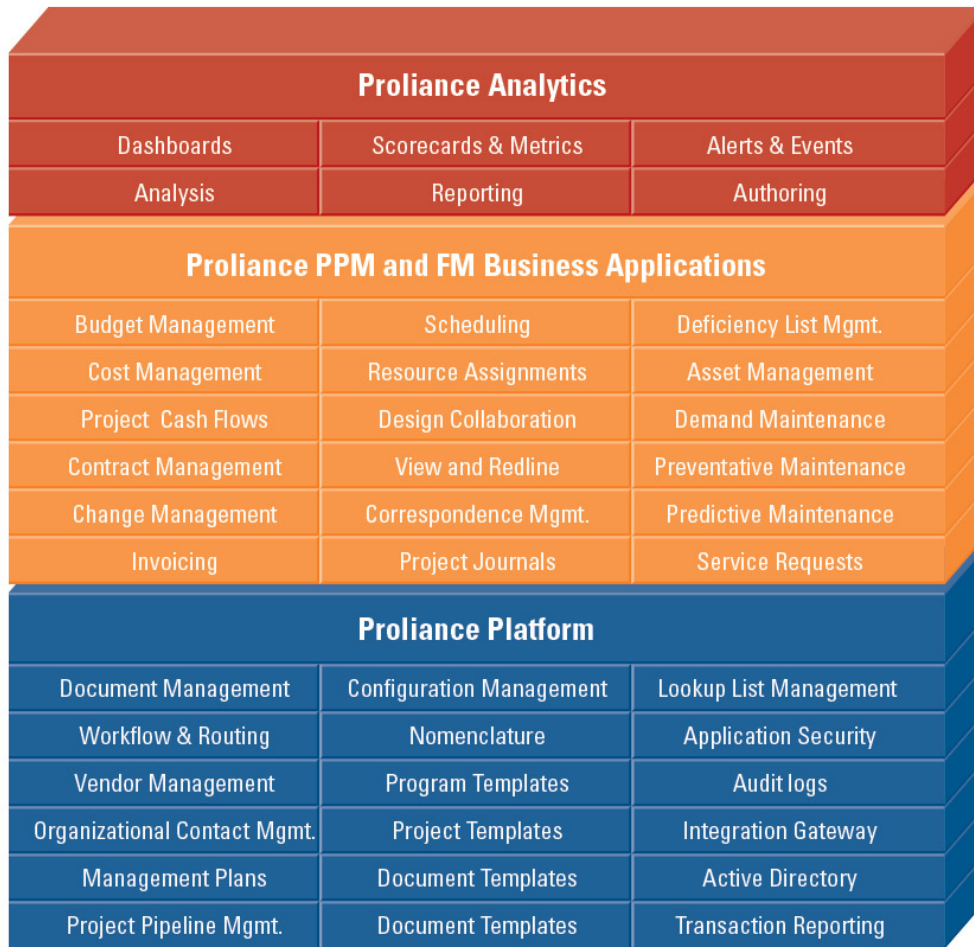 Proliance Analytics
Dashboards Scorecards & Metrics Alerts & Events
Analysis Reporting Authoring
Proliance PPM and FM Business Applications
Budget Management Scheduling Deficiency List Mgmt.
Cost Management Resource Assignments Asset Management
Project Cash Flows Design Collaboration Demand Maintenance
Contract Management View and Redline Preventative Maintenance
Change Management Correspondence Mgmt. Predictive Maintenance
Invoicing Project Journals Service Requests
Proliance Platform
Document Management Configuration Management Lookup List Management
Workflow & Routing Nomenclature Application Security
Vendor Management Program Templates Audit logs
Organizational Contact Mgmt. Project Templates Integration Gateway
Management Plans Document Templates Active Directory
Project Pipeline Mgmt. Document Templates Transaction Reporting